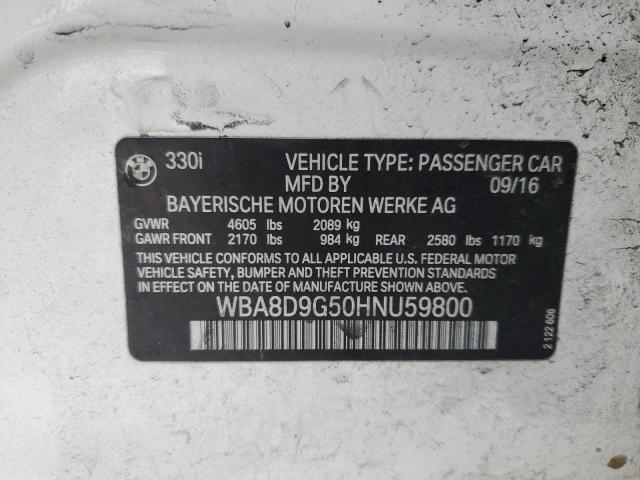 330i VEHICLE TYPE: PASSENGER CAR
MFD BY 09/16
BAYERISCHE MOTOREN WERKE AG
GVWR 4605 lbs 2089 kg
GAWR FRONT 2170 lbs 984 kg REAR 2580 lbs 1170 kg
THIS VEHICLE CONFORMS TO ALL APPLICABLE U.S. FEDERAL MOTOR
VEHICLE SAFETY, BUMPER AND THEFT PREVENTION STANDARDS
IN EFFECT ON THE DATE OF MANUFACTURE SHOWN ABOVE.
WBA8D9G50HNU59800
2 122 606